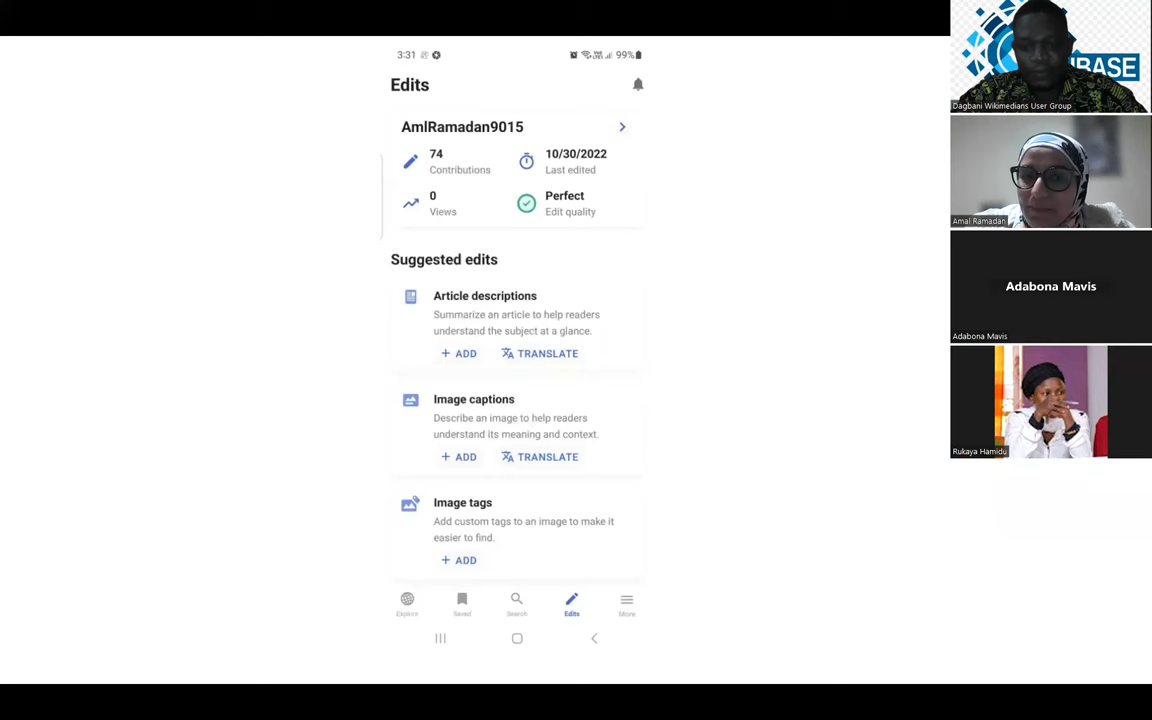 3:31
99%
Edits
AmlRamadan9015
74
Contributions
10/30/2022
Last edited
0
Views
Perfect
Edit quality
Suggested edits
Article descriptions
Summarize an article to help readers
understand the subject at a glance.
+ ADD
TRANSLATE
Image captions
Describe an image to help readers
understand its meaning and context.
+ ADD
TRANSLATE
Image tags
Add custom tags to an image to make it
easier to find.
+ ADD
Explore
Saved
Search
Edits
More
BASE
Dagbani Wikimedians User Group
Amal Ramadan
Adabona Mavis
Adabona Mavis
Rukaya Hamidu